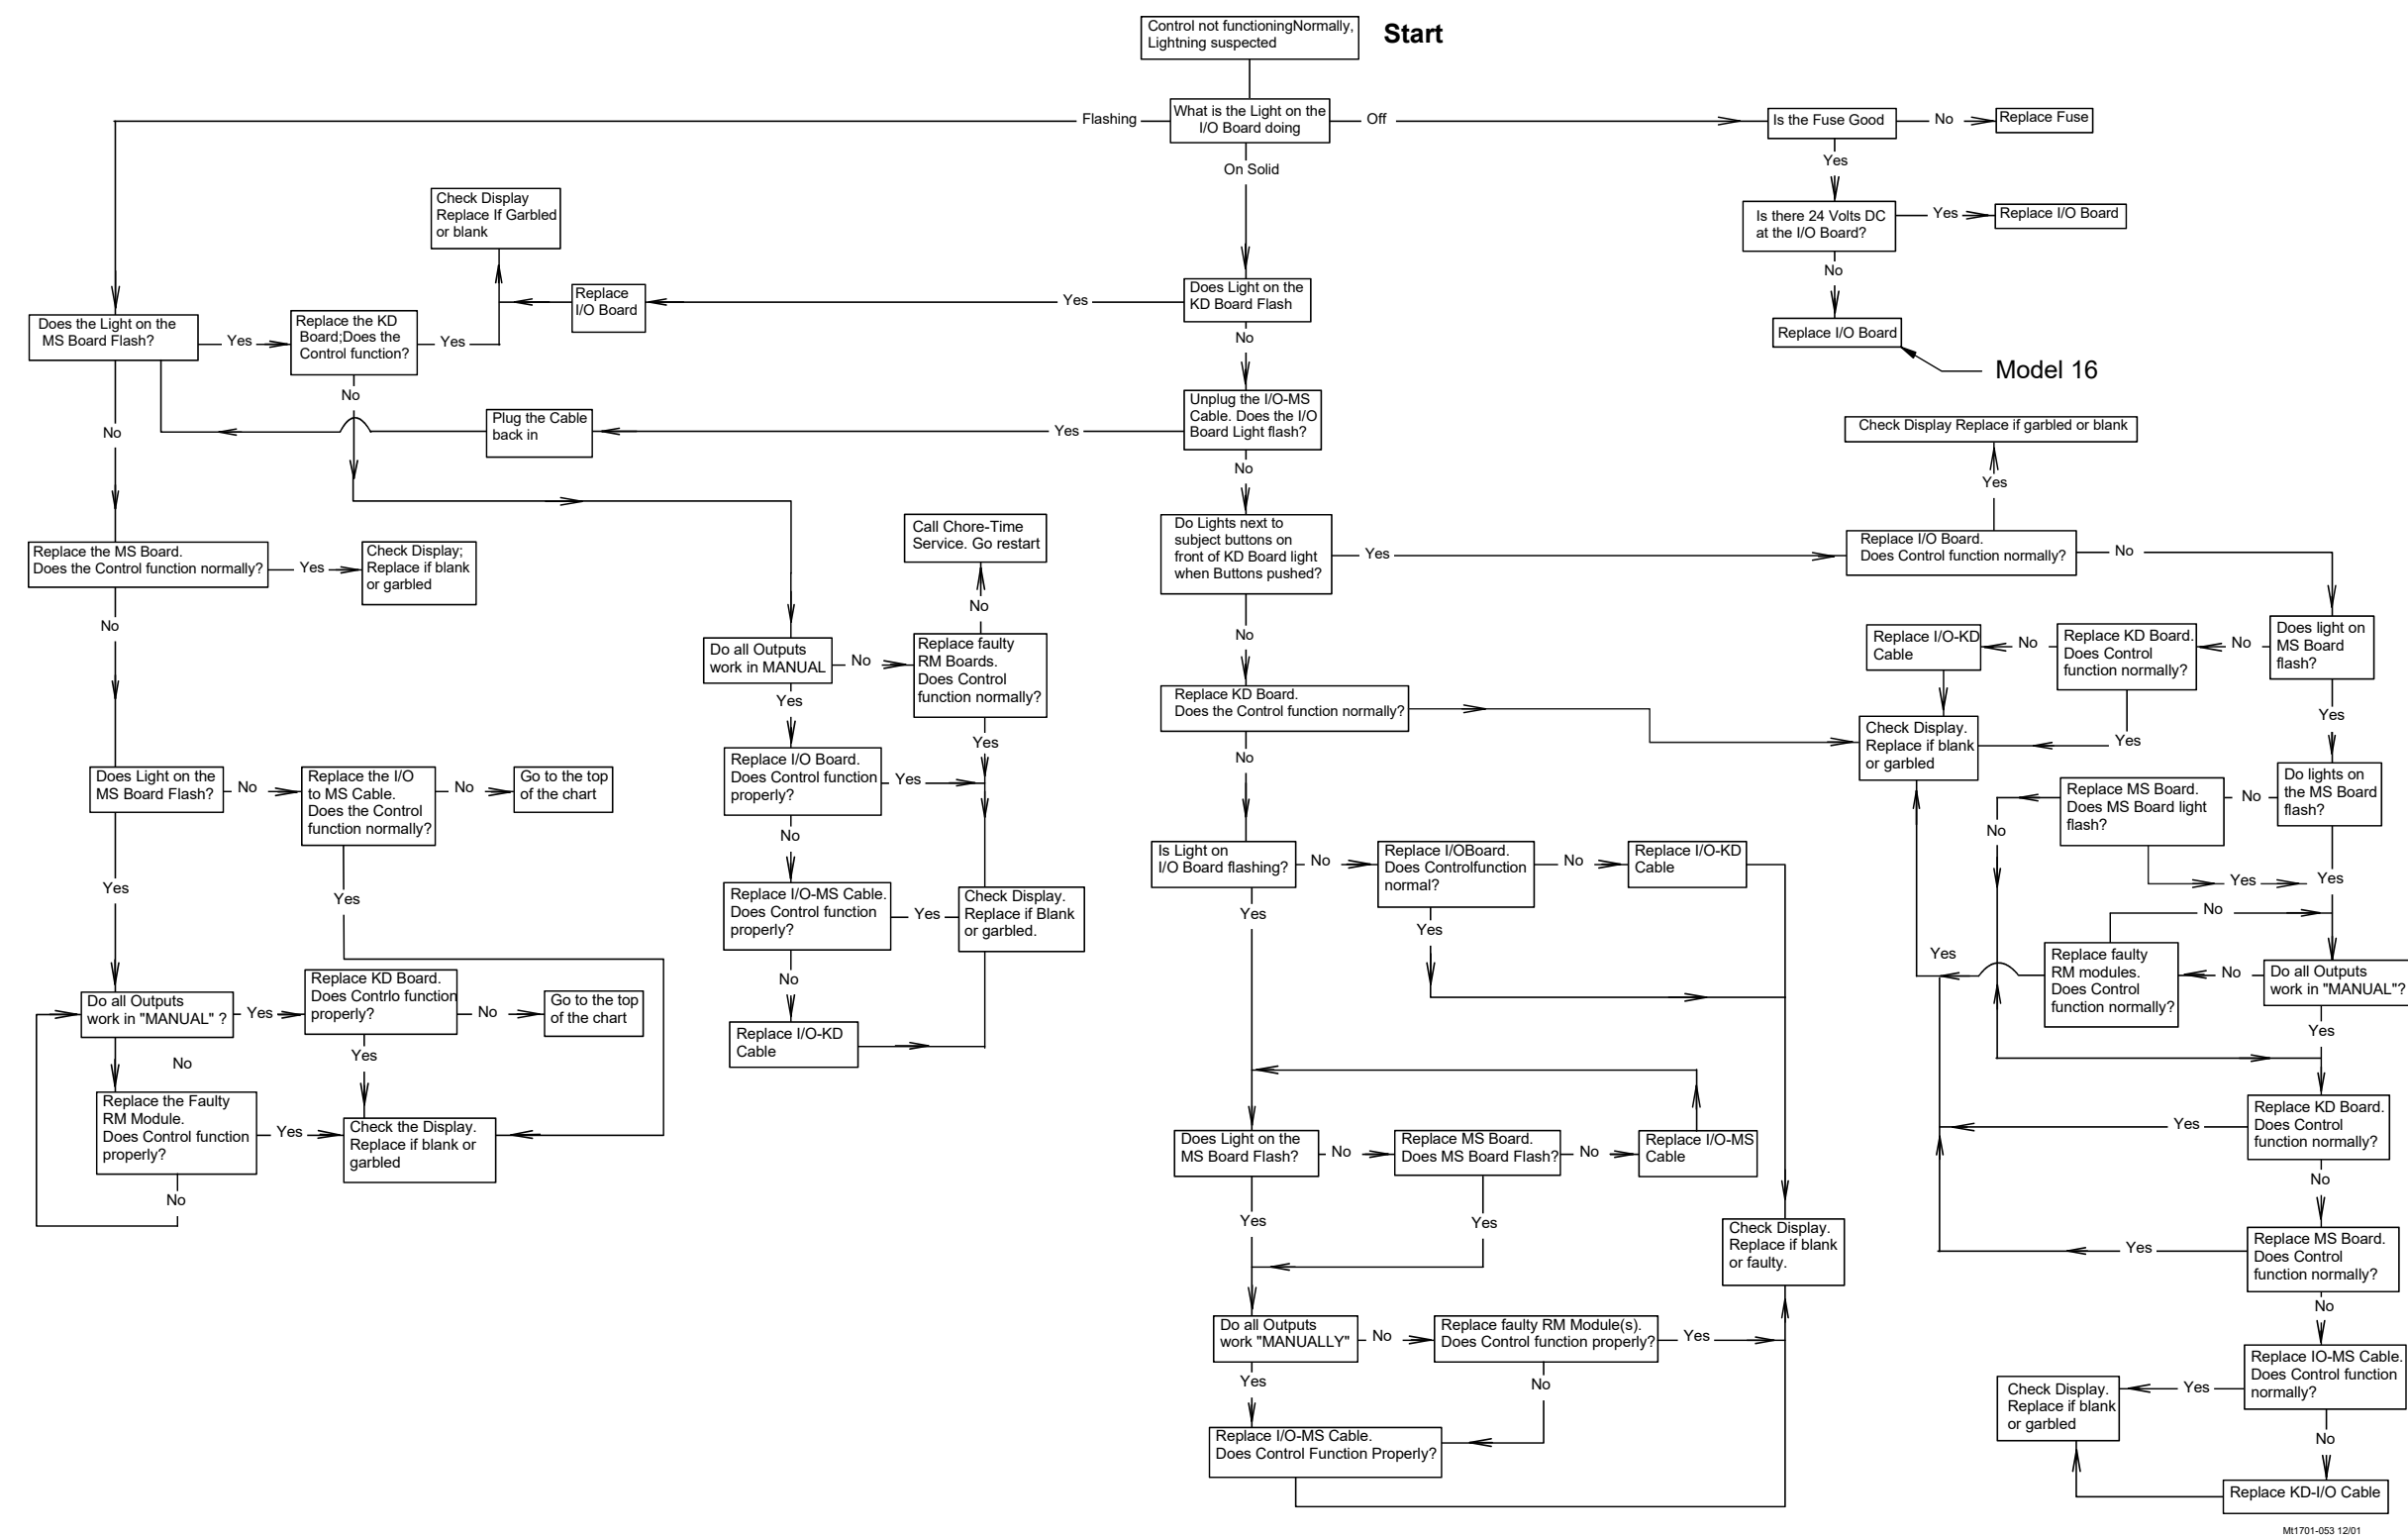 Control not functioningNormally,
Lightning suspected
Start
What is the Light on the
I/O Board doing
Flashing
Off
On Solid
Is the Fuse Good
No
Replace Fuse
Yes
Is there 24 Volts DC
at the I/O Board?
Yes
Replace I/O Board
No
Replace I/O Board
Model 16
Check Display
Replace If Garbled
or blank
Replace
I/O Board
Yes
Does Light on the
KD Board Flash
No
Does the Light on the
MS Board Flash?
Yes
Replace the KD
Board;Does the
Control function?
Yes
No
No
Plug the Cable
back in
Yes
Unplug the I/O-MS
Cable. Does the I/O
Board Light flash?
No
Check Display Replace if garbled or blank
Yes
Do Lights next to
subject buttons on
front of KD Board light
when Buttons pushed?
Yes
Replace I/O Board.
Does Control function normally?
No
No
Replace the MS Board.
Does the Control function normally?
Yes
Check Display;
Replace if blank
or garbled
No
Call Chore-Time
Service. Go restart
No
Do all Outputs
work in MANUAL
No
Replace faulty
RM Boards.
Does Control
function normally?
Yes
Yes
Replace I/O Board.
Does Control function
properly?
Yes
No
Replace I/O-MS Cable.
Does Control function
properly?
Yes
Check Display.
Replace if Blank
or garbled.
No
Replace I/O-KD
Cable
Does Light on the
MS Board Flash?
No
Replace the I/O
to MS Cable.
Does the Control
function normally?
No
Go to the top
of the chart
Yes
Yes
Do all Outputs
work in "MANUAL" ?
Yes
Replace KD Board.
Does Contrlo function
properly?
No
Go to the top
of the chart
Yes
No
Replace the Faulty
RM Module.
Does Control function
properly?
Yes
Check the Display.
Replace if blank or
garbled
No
Replace KD Board.
Does the Control function normally?
No
Is Light on
I/O Board flashing?
No
Replace I/OBoard.
Does Controlfunction
normal?
No
Replace I/O-KD
Cable
Yes
Yes
Does Light on the
MS Board Flash?
No
Replace MS Board.
Does MS Board Flash?
No
Replace I/O-MS
Cable
Yes
Yes
Check Display.
Replace if blank
or faulty.
Do all Outputs
work "MANUALLY"
No
Replace faulty RM Module(s).
Does Control function properly?
Yes
Yes
No
Replace I/O-MS Cable.
Does Control Function Properly?
Replace I/O-KD
Cable
No
Replace KD Board.
Does Control
function normally?
No
Does light on
MS Board
flash?
Yes
Check Display.
Replace if blank
or garbled
Yes
Replace MS Board.
Does MS Board light
flash?
No
Do lights on
the MS Board
flash?
No
Yes
Yes
No
Yes
Replace faulty
RM modules.
Does Control
function normally?
No
Do all Outputs
work in "MANUAL"?
Yes
Replace KD Board.
Does Control
function normally?
Yes
No
Replace MS Board.
Does Control
function normally?
Yes
No
Replace IO-MS Cable.
Does Control function
normally?
Yes
Check Display.
Replace if blank
or garbled
No
Replace KD-I/O Cable
Mt1701-053 12/01